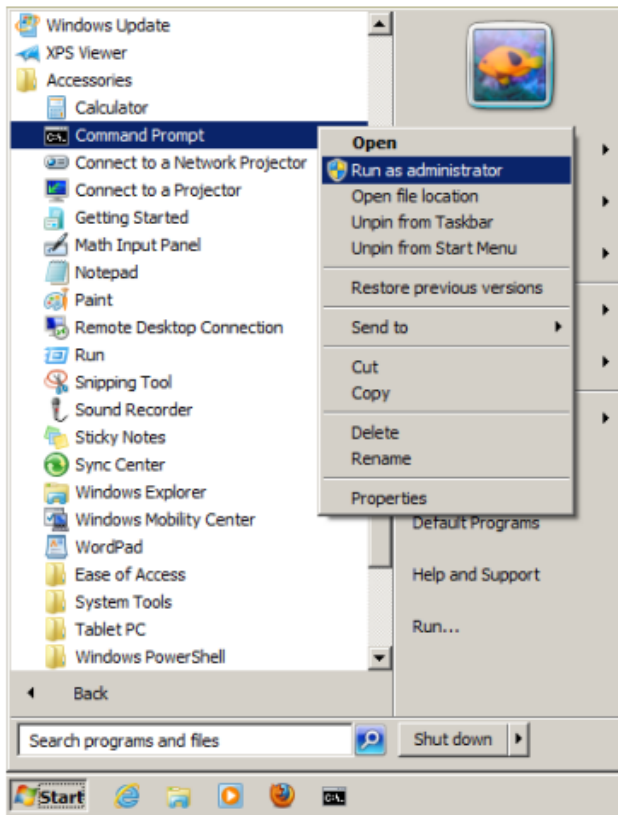 Windows Update
XPS Viewer
Accessories
Calculator
Command Prompt
Connect to a Network Projector
Connect to a Projector
Getting Started
Math Input Panel
Notepad
Paint
Remote Desktop Connection
Run
Snipping Tool
Sound Recorder
Sticky Notes
Sync Center
Windows Explorer
Windows Mobility Center
WordPad
Ease of Access
System Tools
Tablet PC
Windows PowerShell
Back
Search programs and files
Open
Run as administrator
Open file location
Unpin from Taskbar
Unpin from Start Menu
Restore previous versions
Send to
Cut
Copy
Delete
Rename
Properties
Default Programs
Help and Support
Run...
Shut down
Start